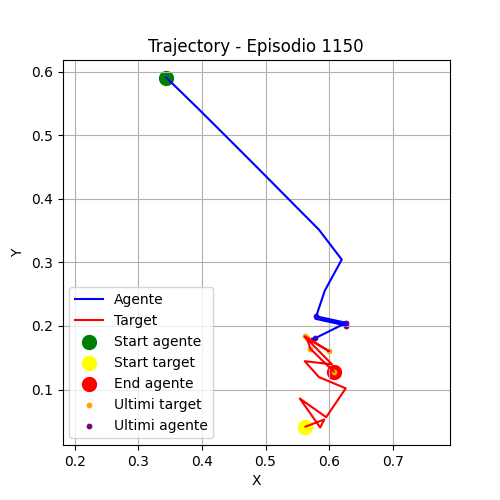 Trajectory - Episodio 1150
Y
0.6
0.5
0.4
0.3
0.2
0.1
Agente
Target
Start agente
Start target
End agente
Ultimi target
Ultimi agente
0.2 0.3 0.4 0.5 0.6 0.7
X